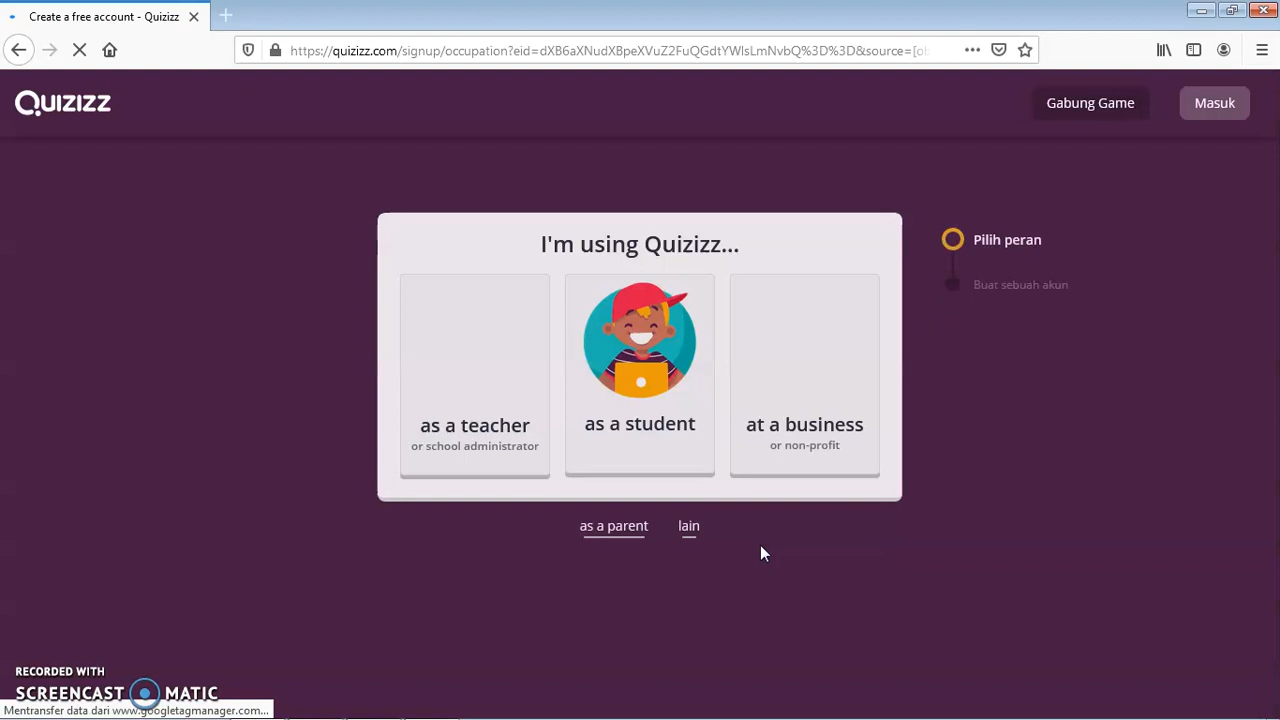 Create a free account - Quizizz
https://quizizz.com/signup/occupation?eid=dXB6aXNudXBpeXVuZ2FuQGdtYWlsLmNvbQ%3D%3D&source=[ob
Quizizz
Gabung Game
Masuk
I'm using Quizizz...
Pilih peran
Buat sebuah akun
as a teacher
or school administrator
as a student
at a business
or non-profit
as a parent
lain
RECORDED WITH
SCREENCAST MATIC
Mentransfer data dari www.googletagmanager.com...